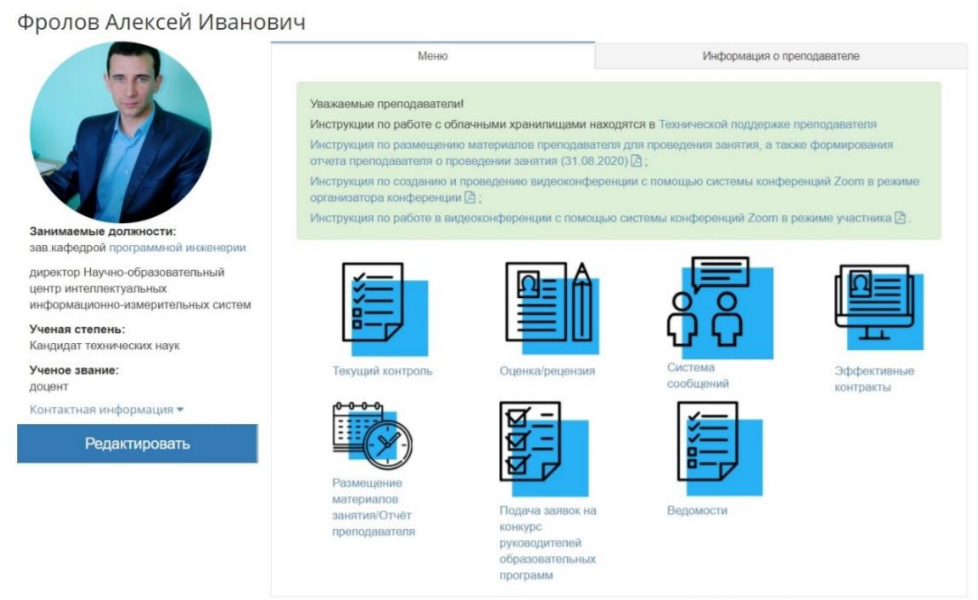 Фролов Алексей Иванович
Меню
Информация о преподавателе
Уважаемые преподаватели!
Инструкции по работе с облачными хранилищами находятся в Технической поддержке преподавателя
Инструкция по размещению материалов преподавателя для проведения занятия, а также формирования
отчета преподавателя о проведении занятия (31.08.2020) ;
Инструкция по созданию и проведению видеоконференции с помощью системы конференций Zoom в режиме
организатора конференции ;
Инструкция по работе в видеоконференции с помощью системы конференций Zoom в режиме участника .
Занимаемые должности:
зав.кафедрой программной инженерии
директор Научно-образовательный
центр интеллектуальных
информационно-измерительных систем
Ученая степень:
Кандидат технических наук
Ученое звание:
доцент
Контактная информация
Редактировать
Текущий контроль
Оценка/рецензия
Система
сообщений
Эффективные
контракты
Размещение
материалов
занятия/Отчёт
преподавателя
Подача заявок на
конкурс
руководителей
образовательных
программ
Ведомости